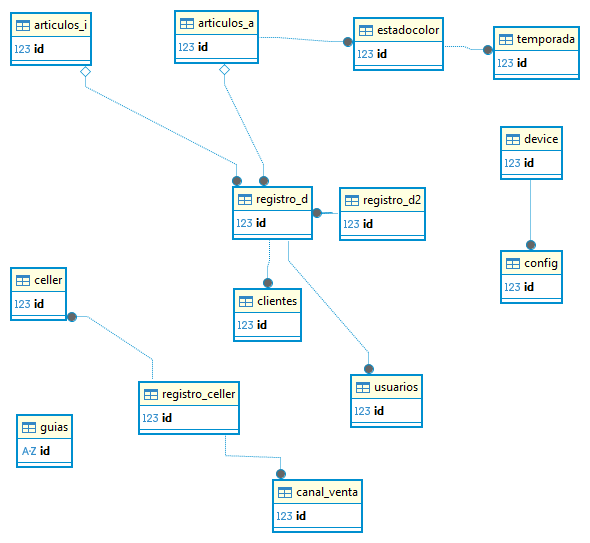 articulos_i
123 id
articulos_a
123 id
estadocolor
123 id
temporada
123 id
device
123 id
registro_d
123 id
registro_d2
123 id
config
123 id
celler
123 id
clientes
123 id
registro_celler
123 id
usuarios
123 id
guias
A-Z id
canal_venta
123 id